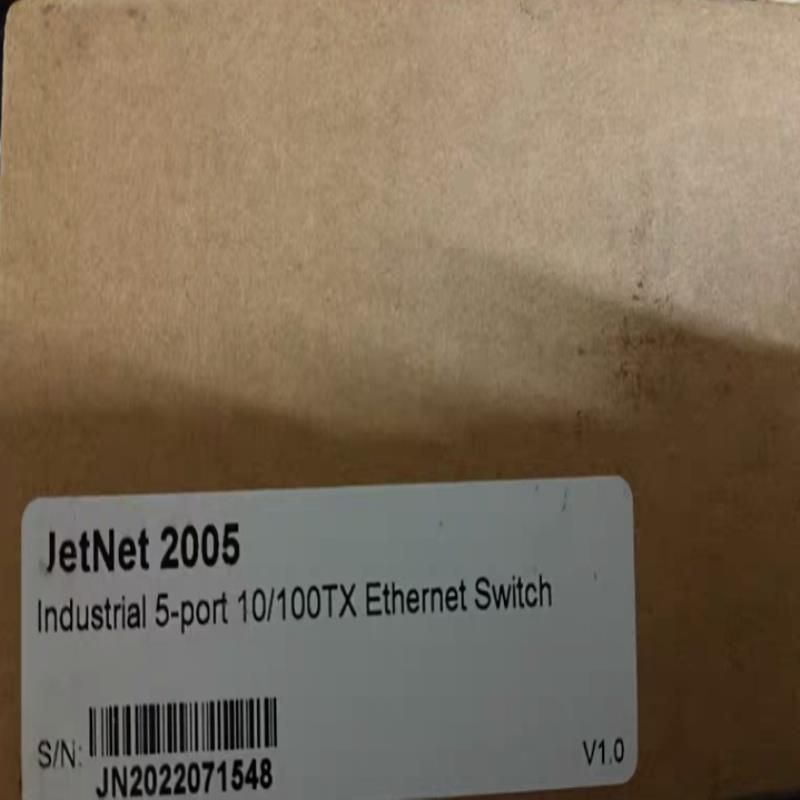 JetNet 2005
Industrial 5-port 10/100TX Ethernet Switch
S/N:
JN2022071548
V1.0